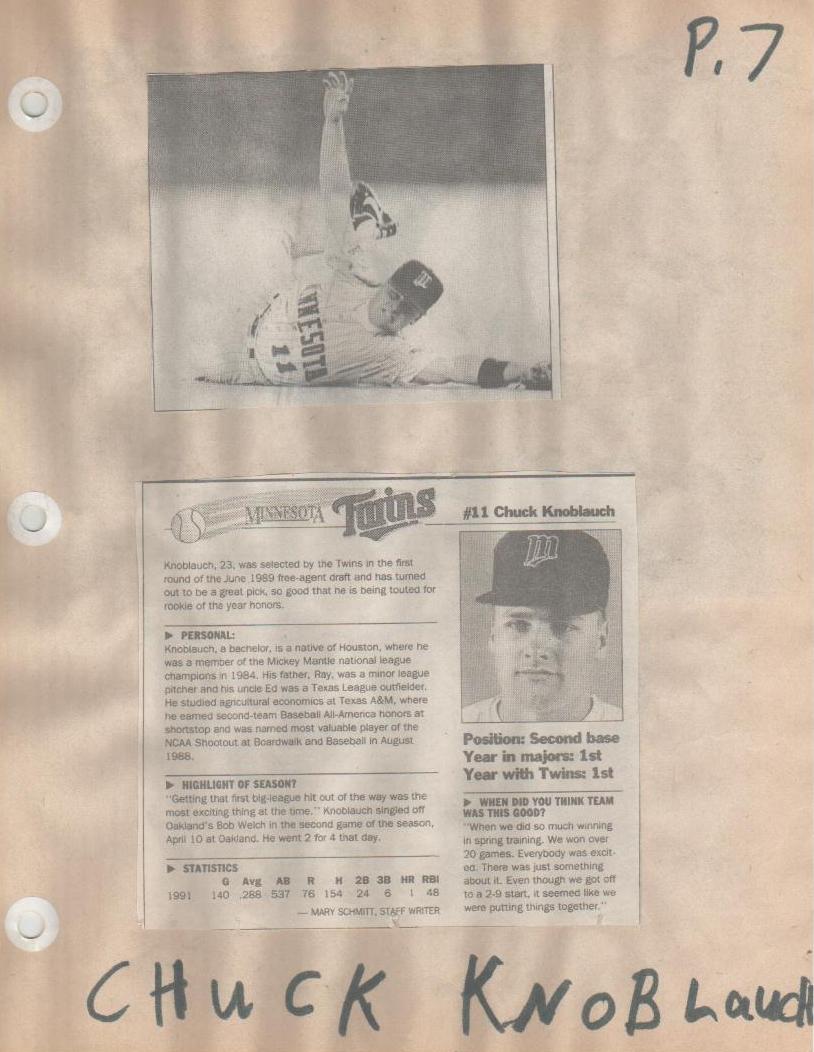 P. 7
MINNESOTA
11
MINNESOTA Twins
#11 Chuck Knoblauch
Knoblauch, 23, was selected by the Twins in the first
round of the June 1989 free-agent draft and has turned
out to be a great pick, so good that he is being touted for
rookie of the year honors.
▶ PERSONAL:
Knoblauch, a bachelor, is a native of Houston, where he
was a member of the Mickey Mantle national league
champions in 1984. His father, Ray, was a minor league
pitcher and his uncle Ed was a Texas League outfielder.
He studied agricultural economics at Texas A&M, where
he earned second-team Baseball All-America honors at
shortstop and was named most valuable player of the
NCAA Shootout at Boardwalk and Baseball in August
1988.
▶ HIGHLIGHT OF SEASON?
"Getting that first big-league hit out of the way was the
most exciting thing at the time." Knoblauch singled off
Oakland's Bob Welch in the second game of the season,
April 10 at Oakland. He went 2 for 4 that day.
▶ STATISTICS
G Avg AB R H 2B 3B HR RBI
1991 140 .288 537 76 154 24 6 1 48
— MARY SCHMITT, STAFF WRITER
m
Position: Second base
Year in majors: 1st
Year with Twins: 1st
▶ WHEN DID YOU THINK TEAM
WAS THIS GOOD?
"When we did so much winning
in spring training. We won over
20 games. Everybody was excit-
ed. There was just something
about it. Even though we got off
to a 2-9 start, it seemed like we
were putting things together."
CHUCK KNOBLaucH